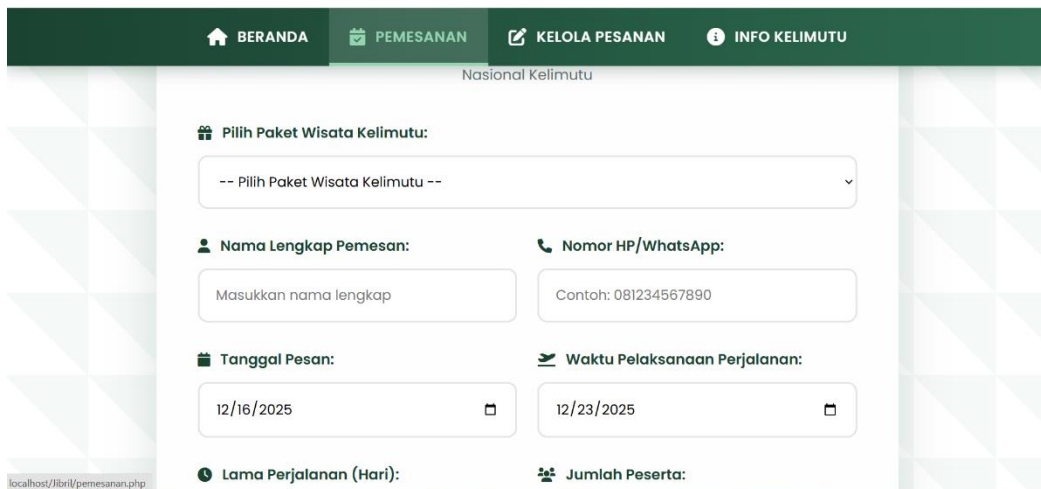 BERANDA PEMESANAN KELOLA PESANAN INFO KELIMUTU
Nasional Kelimutu
Pilih Paket Wisata Kelimutu:
-- Pilih Paket Wisata Kelimutu --
Nama Lengkap Pemesan: Nomor HP/WhatsApp:
Masukkan nama lengkap Contoh: 081234567890
Tanggal Pesan: Waktu Pelaksanaan Perjalanan:
12/16/2025 12/23/2025
Lama Perjalanan (Hari): Jumlah Peserta:
localhost/Jibril/pemesanan.php